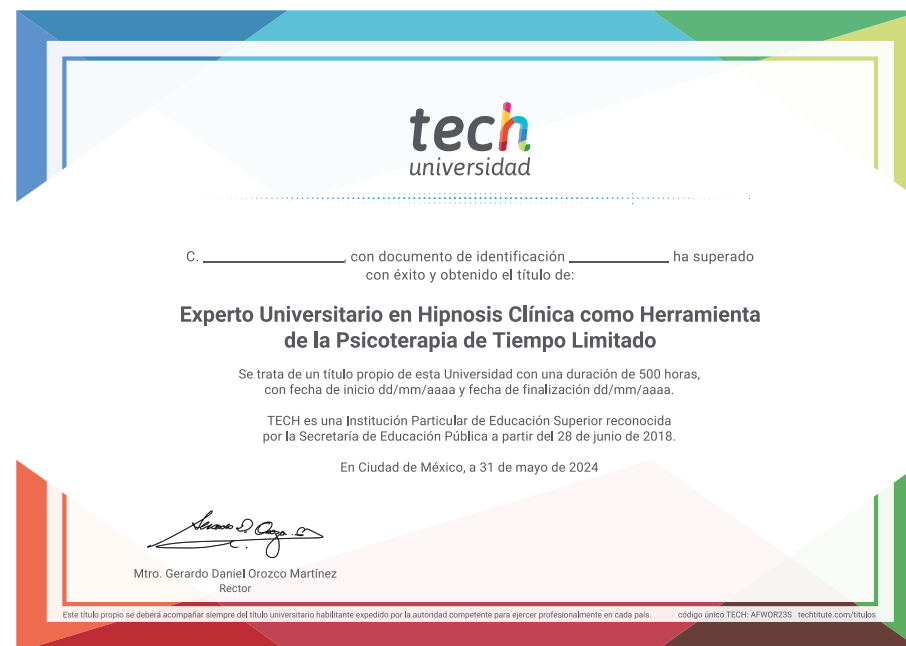 tech
universidad
C. ____________________, con documento de identificación ______________ ha superado
con éxito y obtenido el título de:
Experto Universitario en Hipnosis Clínica como Herramienta
de la Psicoterapia de Tiempo Limitado
Se trata de un título propio de esta Universidad con una duración de 500 horas,
con fecha de inicio dd/mm/aaaa y fecha de finalización dd/mm/aaaa.
TECH es una Institución Particular de Educación Superior reconocida
por la Secretaría de Educación Pública a partir del 28 de junio de 2018.
En Ciudad de México, a 31 de mayo de 2024
Mtro. Gerardo Daniel Orozco Martínez
Rector
Este título propio se deberá acompañar siempre del título universitario habilitante expedido por la autoridad competente para ejercer profesionalmente en cada país. código único TECH: AFWOR23S techtitute.com/titulos